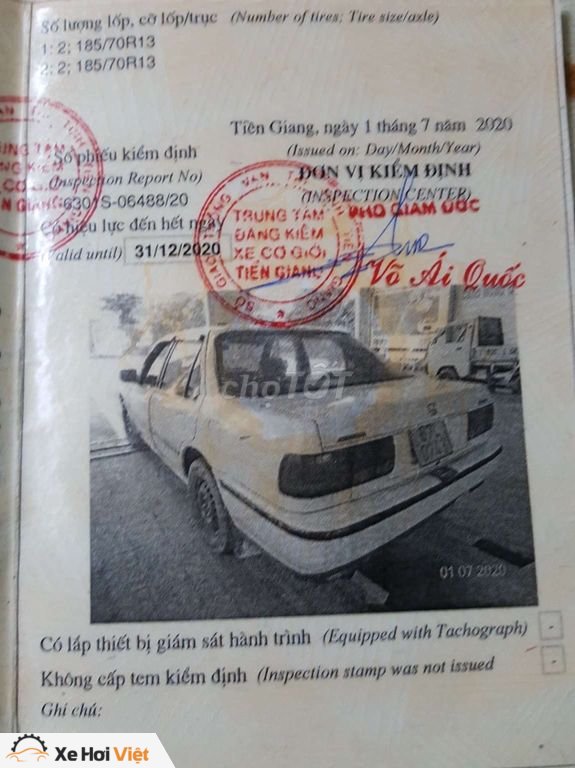 Số lượng lốp, cỡ lốp/trục (Number of tires; Tire size/axle)
1; 2; 185/70R13
2; 2; 185/70R13
Tiền Giang, ngày 1 tháng 7 năm 2020
(Issued on: Day/Month/Year)
Số phiếu kiểm định
ĐƠN VỊ KIỂM ĐỊNH
(Inspection Report No)
(INSPECTION CENTER)
6301S-06488/20
PHÓ GIÁM ĐỐC
Có hiệu lực đến hết ngày
(Valid until) 31/12/2020
TRUNG TÂM
ĐĂNG KIỂM
XE CƠ GIỚI
TIỀN GIANG
Võ Ái Quốc
chợTỐT
01 07 2020
Có lắp thiết bị giám sát hành trình (Equipped with Tachograph) -
Không cấp tem kiểm định (Inspection stamp was not issued -
Ghi chú:
Xe Hơi Việt